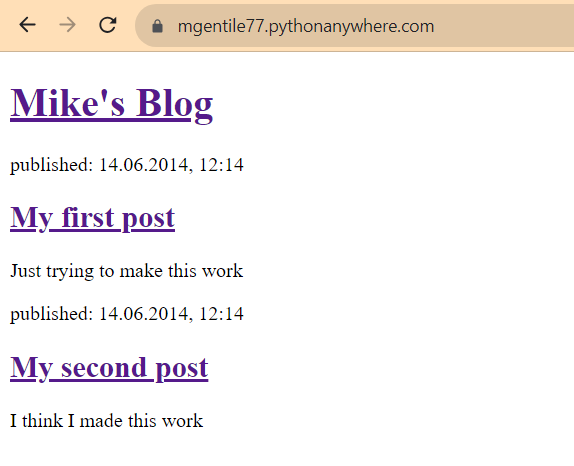 mgentile77.pythonanywhere.com
Mike's Blog
published: 14.06.2014, 12:14
My first post
Just trying to make this work
published: 14.06.2014, 12:14
My second post
I think I made this work